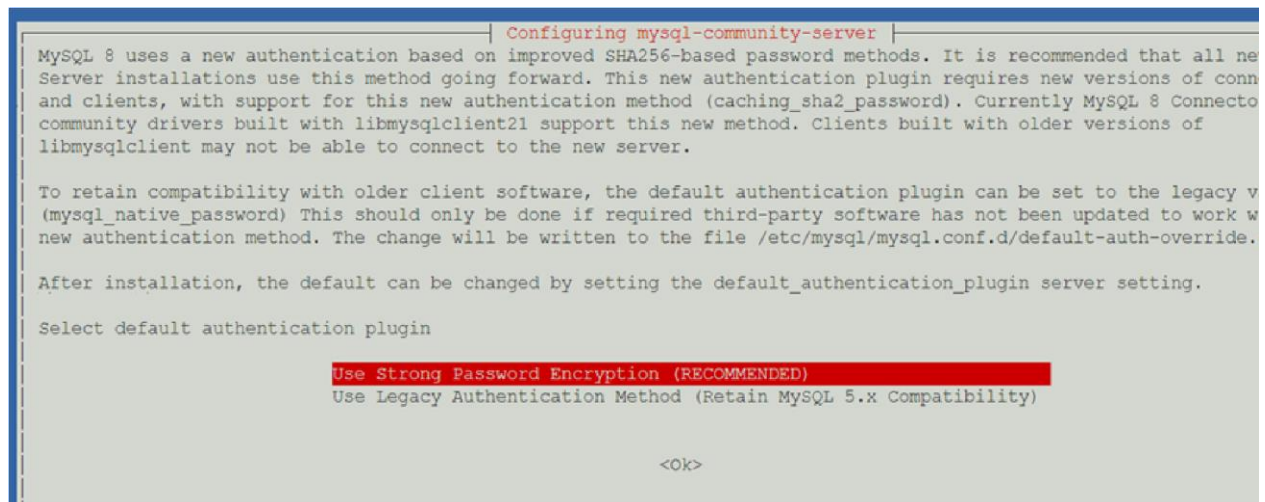 Configuring mysql-community-server
MySQL 8 uses a new authentication based on improved SHA256-based password methods. It is recommended that all ne
Server installations use this method going forward. This new authentication plugin requires new versions of conn
and clients, with support for this new authentication method (caching_sha2_password). Currently MySQL 8 Connecto
community drivers built with libmysqlclient21 support this new method. Clients built with older versions of
libmysqlclient may not be able to connect to the new server.
To retain compatibility with older client software, the default authentication plugin can be set to the legacy v
(mysql_native_password) This should only be done if required third-party software has not been updated to work w
new authentication method. The change will be written to the file /etc/mysql/mysql.conf.d/default-auth-override.
After installation, the default can be changed by setting the default_authentication_plugin server setting.
Select default authentication plugin
Use Strong Password Encryption (RECOMMENDED)
Use Legacy Authentication Method (Retain MySQL 5.x Compatibility)
<Ok>